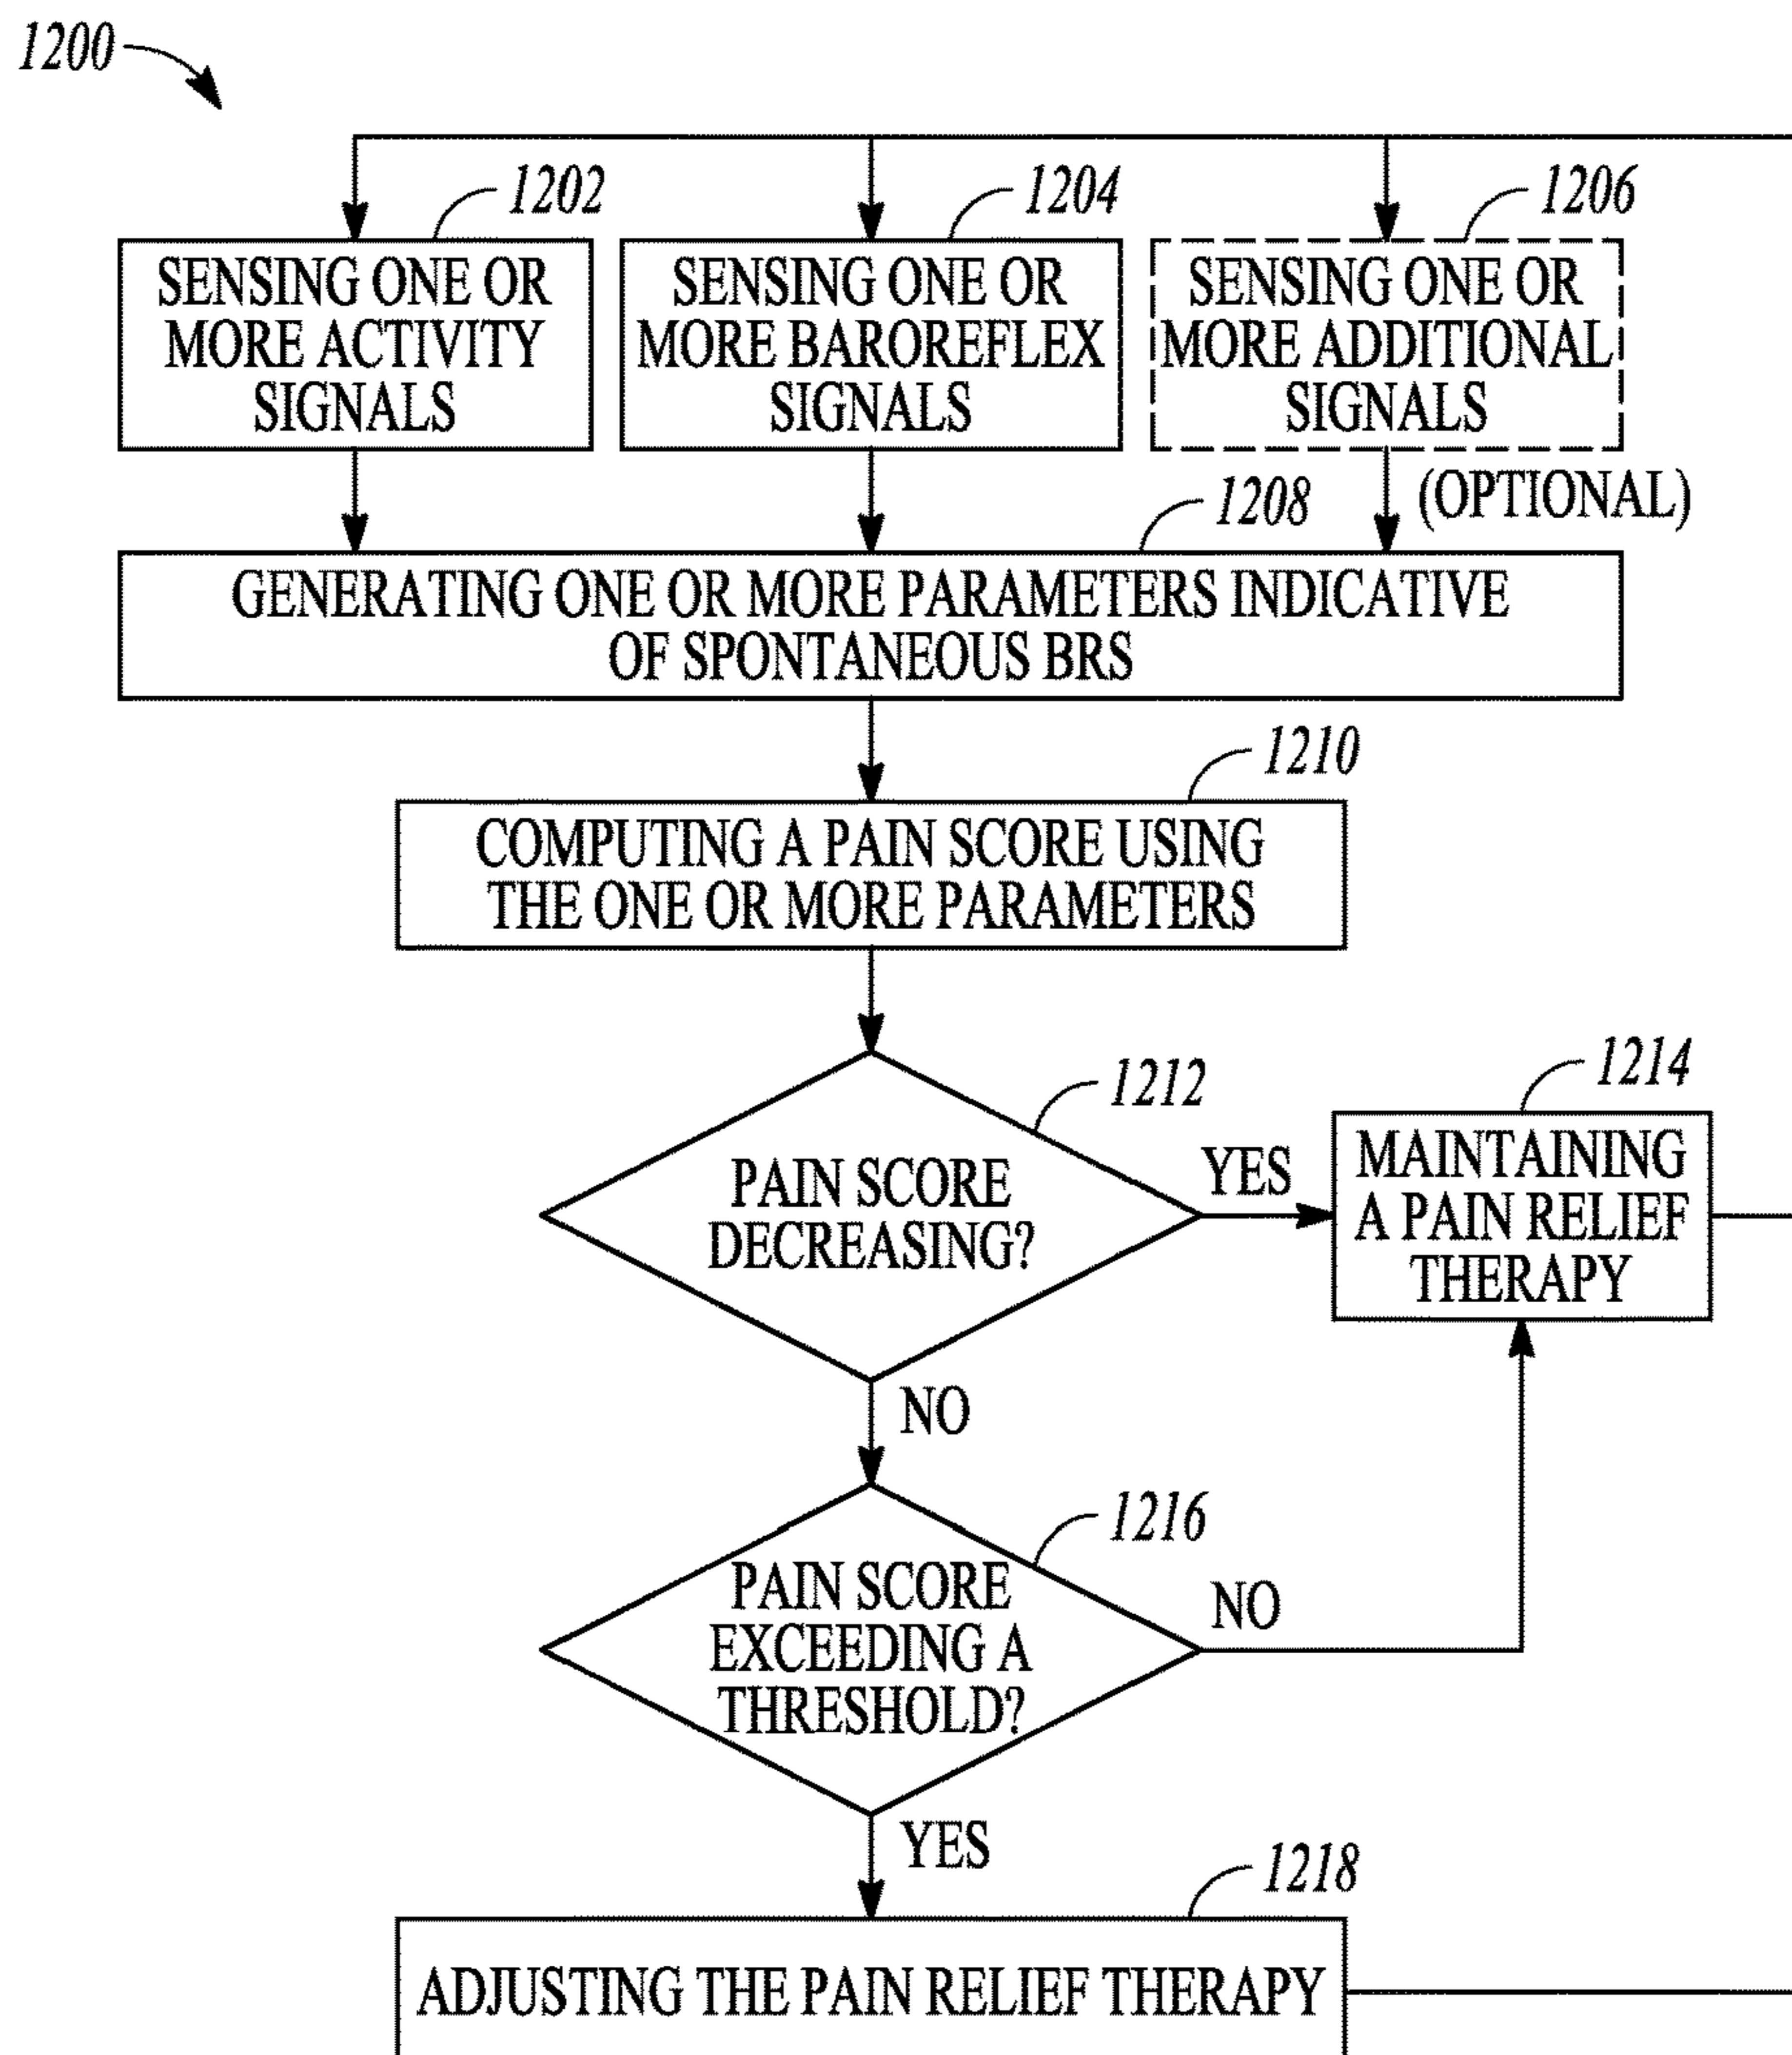 1200
1202
1204
1206
SENSING ONE OR
MORE ACTIVITY
SIGNALS
SENSING ONE OR
MORE BAROREFLEX
SIGNALS
SENSING ONE OR
MORE ADDITIONAL
SIGNALS
(OPTIONAL)
1208
GENERATING ONE OR MORE PARAMETERS INDICATIVE
OF SPONTANEOUS BRS
1210
COMPUTING A PAIN SCORE USING
THE ONE OR MORE PARAMETERS
1212
PAIN SCORE
DECREASING?
YES
1214
MAINTAINING
A PAIN RELIEF
THERAPY
NO
1216
PAIN SCORE
EXCEEDING A
THRESHOLD?
NO
YES
1218
ADJUSTING THE PAIN RELIEF THERAPY